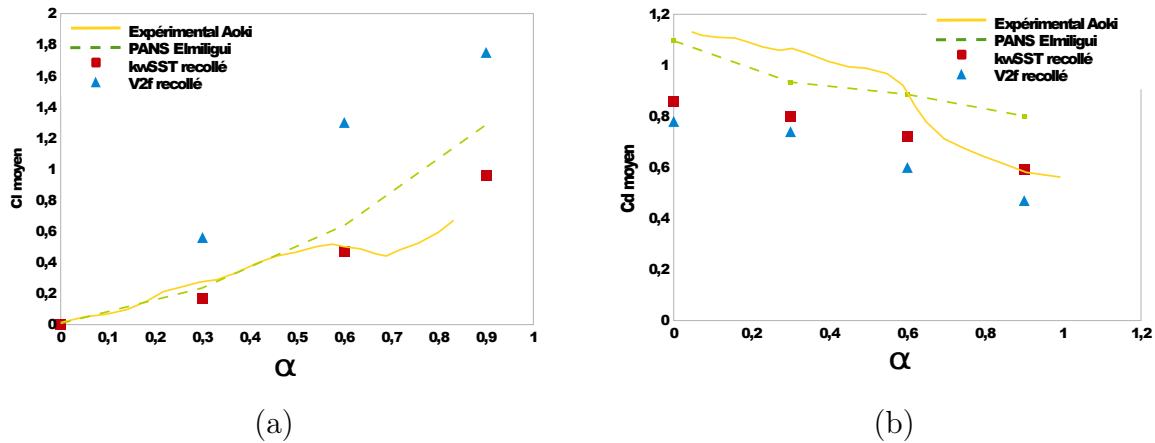 Expérimental Aoki
PANS Elmiligui
kwSST recollé
V2f recollé
Cl moyen
2
1,8
1,6
1,4
1,2
1
0,8
0,6
0,4
0,2
0
0 0,1 0,2 0,3 0,4 0,5 0,6 0,7 0,8 0,9 1
α
(a)
Expérimental Aoki
PANS Elmiligui
kwSST recollé
V2f recollé
Cd moyen
1,2
1
0,8
0,6
0,4
0,2
0
0 0,2 0,4 0,6 0,8 1 1,2
α
(b)